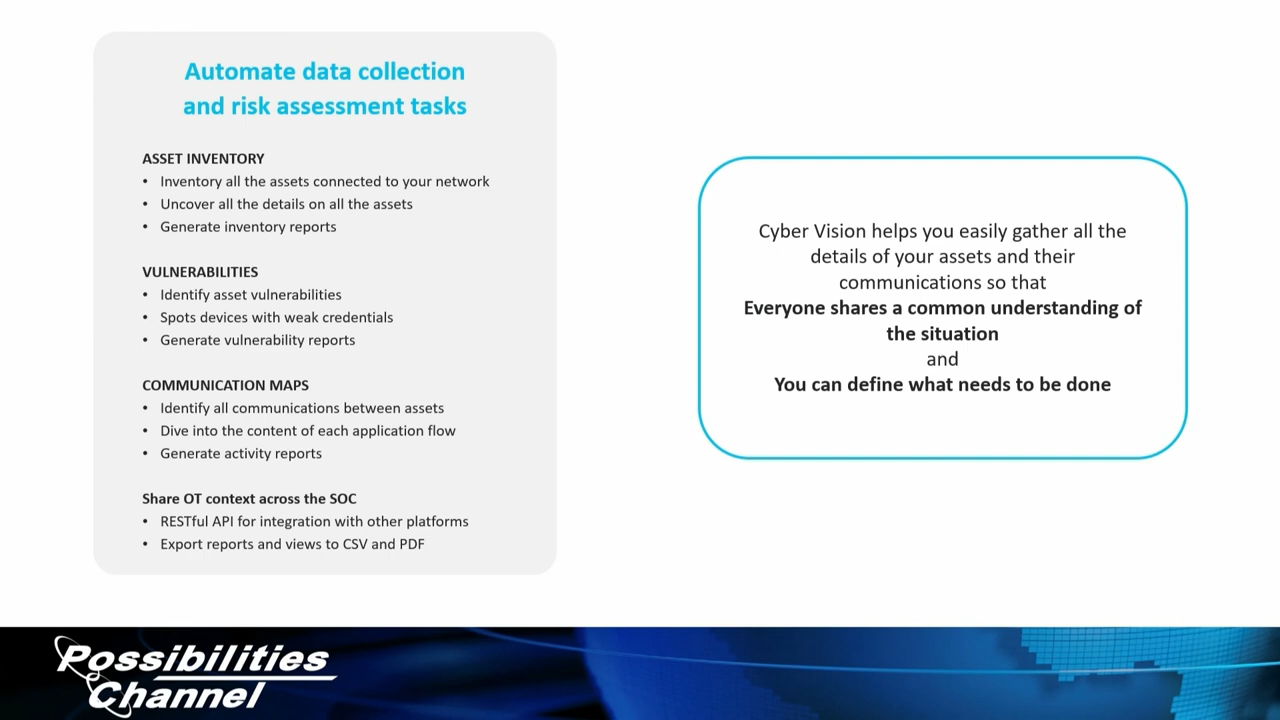 Automate data collection
and risk assessment tasks
ASSET INVENTORY
• Inventory all the assets connected to your network
• Uncover all the details on all the assets
• Generate inventory reports
VULNERABILITIES
• Identify asset vulnerabilities
• Spots devices with weak credentials
• Generate vulnerability reports
COMMUNICATION MAPS
• Identify all communications between assets
• Dive into the content of each application flow
• Generate activity reports
Share OT context across the SOC
• RESTful API for integration with other platforms
• Export reports and views to CSV and PDF
Cyber Vision helps you easily gather all the
details of your assets and their
communications so that
Everyone shares a common understanding of
the situation
and
You can define what needs to be done
Possibilities
Channel